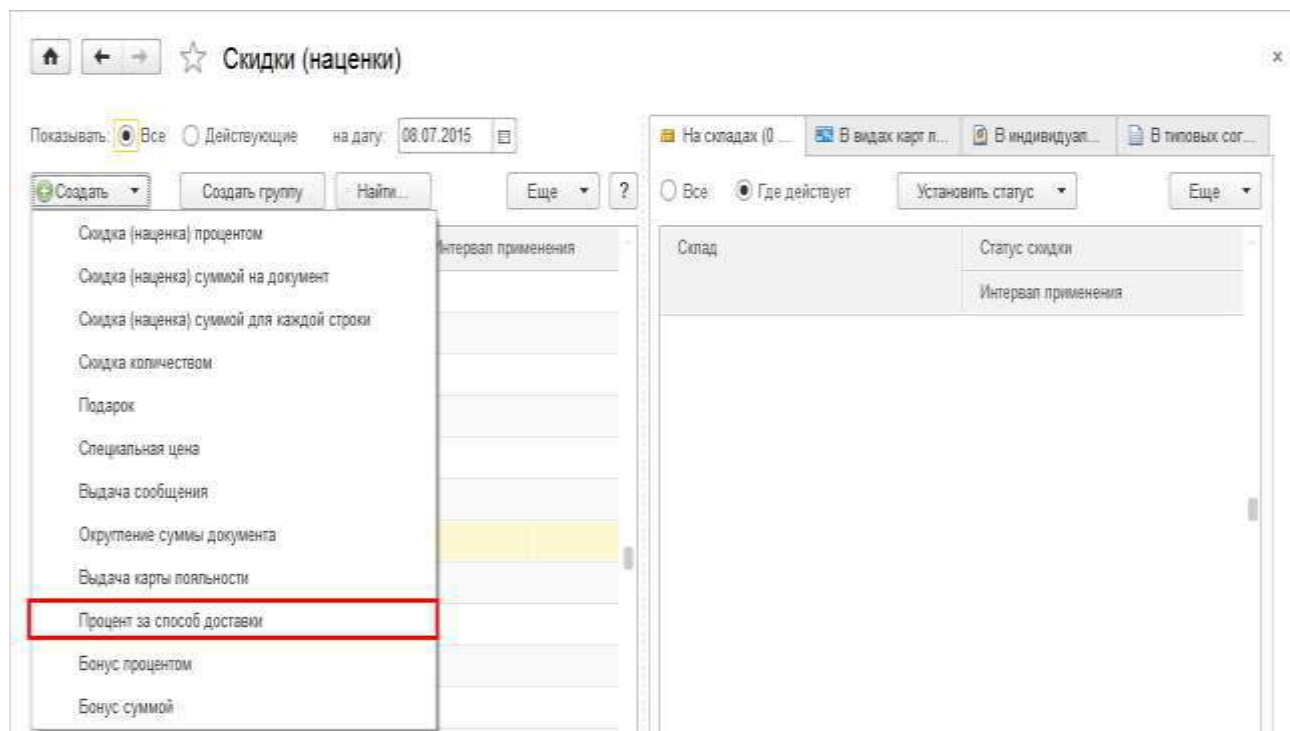 Скидки (наценки)
Показывать: Все Действующие на дату: 08.07.2015
Создать Создать группу Найти... Еще ?
Скидка (наценка) процентом
Скидка (наценка) суммой на документ
Скидка (наценка) суммой для каждой строки
Скидка количеством
Подарок
Специальная цена
Выдача сообщения
Округление суммы документа
Выдача карты лояльности
Процент за способ доставки
Бонус процентом
Бонус суммой
Интервал применения
На складах (0 ... В видах карт л... В индивидуал... В типовых сог...
Все Где действует Установить статус Еще
Склад Статус скидки
Интервал применения